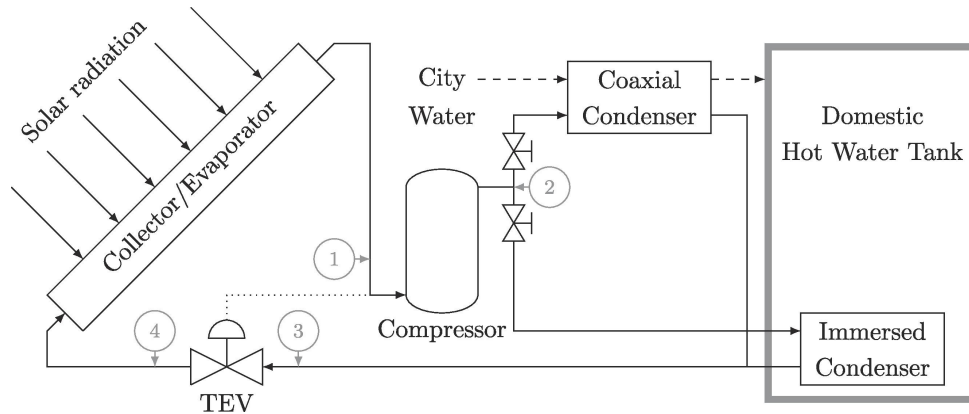 Solar radiation
Collector/Evaporator
City
Water
Coaxial
Condenser
Domestic
Hot Water Tank
2
1
Compressor
Immersed
Condenser
4
3
TEV